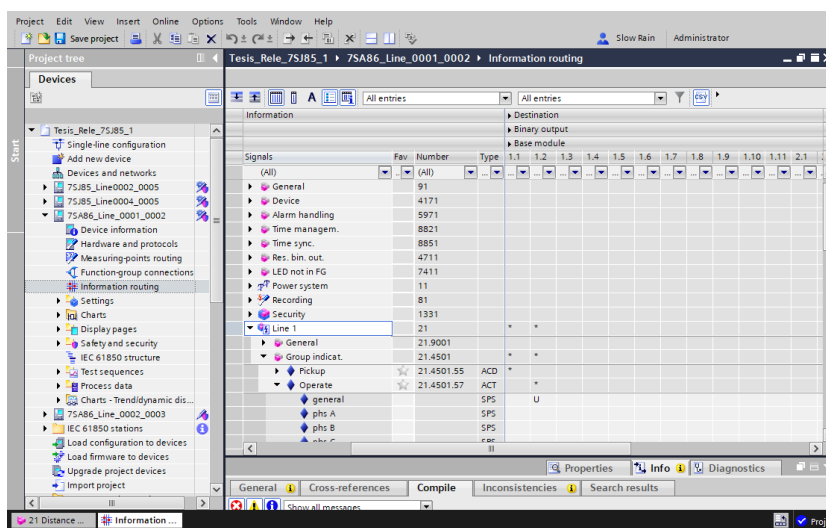 Project Edit View Insert Online Options Tools Window Help
Save project Slow Rain Administrator
Project tree
Tesis_Rele_7SJ85_1 ▸ 7SA86_Line_0001_0002 ▸ Information routing
Devices
All entries All entries CSV
Start
Tesis_Rele_7SJ85_1
Single-line configuration
Add new device
Devices and networks
7SJ85_Line0002_0005
7SJ85_Line0004_0005
7SA86_Line_0001_0002
Device information
Hardware and protocols
Measuring-points routing
Function-group connections
Information routing
Settings
Charts
Display pages
Safety and security
IEC 61850 structure
Test sequences
Process data
Charts - Trend/dynamic dis...
7SA86_Line_0002_0003
IEC 61850 stations
Load configuration to devices
Load firmware to devices
Upgrade project devices
Import project
Information Destination
Binary output
Base module
Signals Fav Number Type 1.1 1.2 1.3 1.4 1.5 1.6 1.7 1.8 1.9 1.10 1.11 2.1
(All) ... (All) ... ... ... ... ... ... ... ... ... ... ... ... ...
General 91
Device 4171
Alarm handling 5971
Time managem. 8821
Time sync. 8851
Res. bin. out. 4711
LED not in FG 7411
Power system 11
Recording 81
Security 1331
Line 1 21 * *
General 21.9001
Group indicat. 21.4501 * *
Pickup 21.4501.55 ACD *
Operate 21.4501.57 ACT *
general SPS U
phs A SPS
phs B SPS
phs C SPS
Properties Info Diagnostics
General Cross-references Compile Inconsistencies Search results
Show all messages
21 Distance ... Information ... Proj